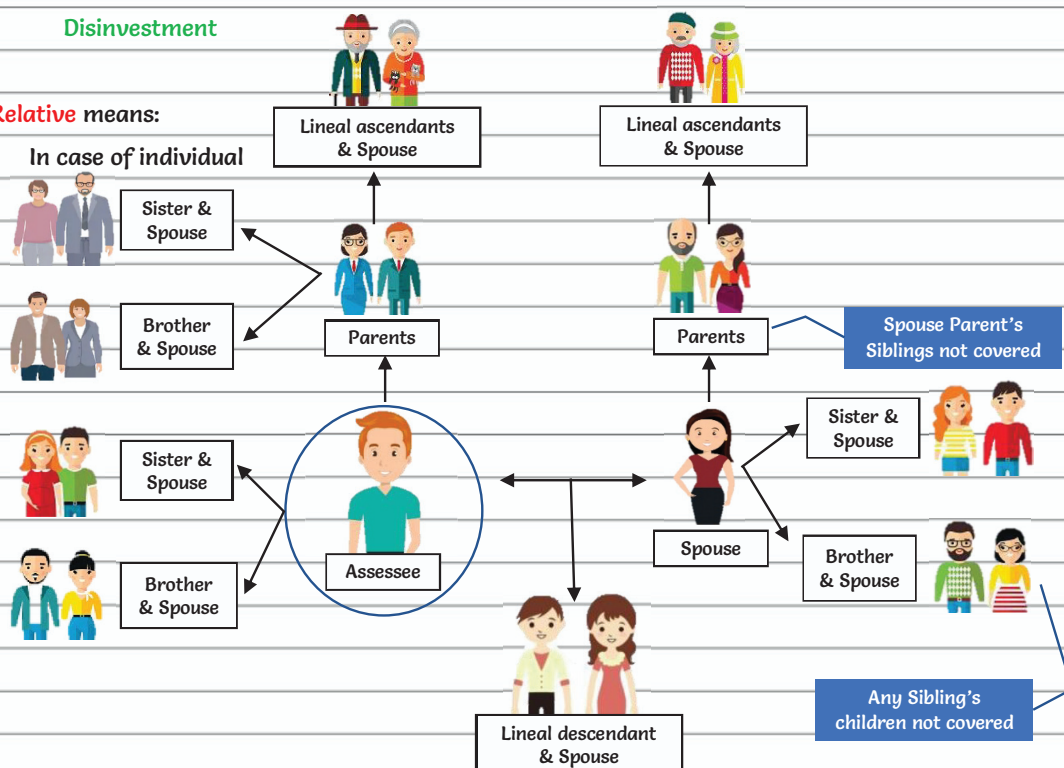 Disinvestment
Relative means:
In case of individual
Lineal ascendants
& Spouse
Lineal ascendants
& Spouse
Sister &
Spouse
Brother
& Spouse
Parents
Parents
Spouse Parent's
Siblings not covered
Sister &
Spouse
Brother
& Spouse
Assessee
Spouse
Sister &
Spouse
Brother
& Spouse
Lineal descendant
& Spouse
Any Sibling's
children not covered